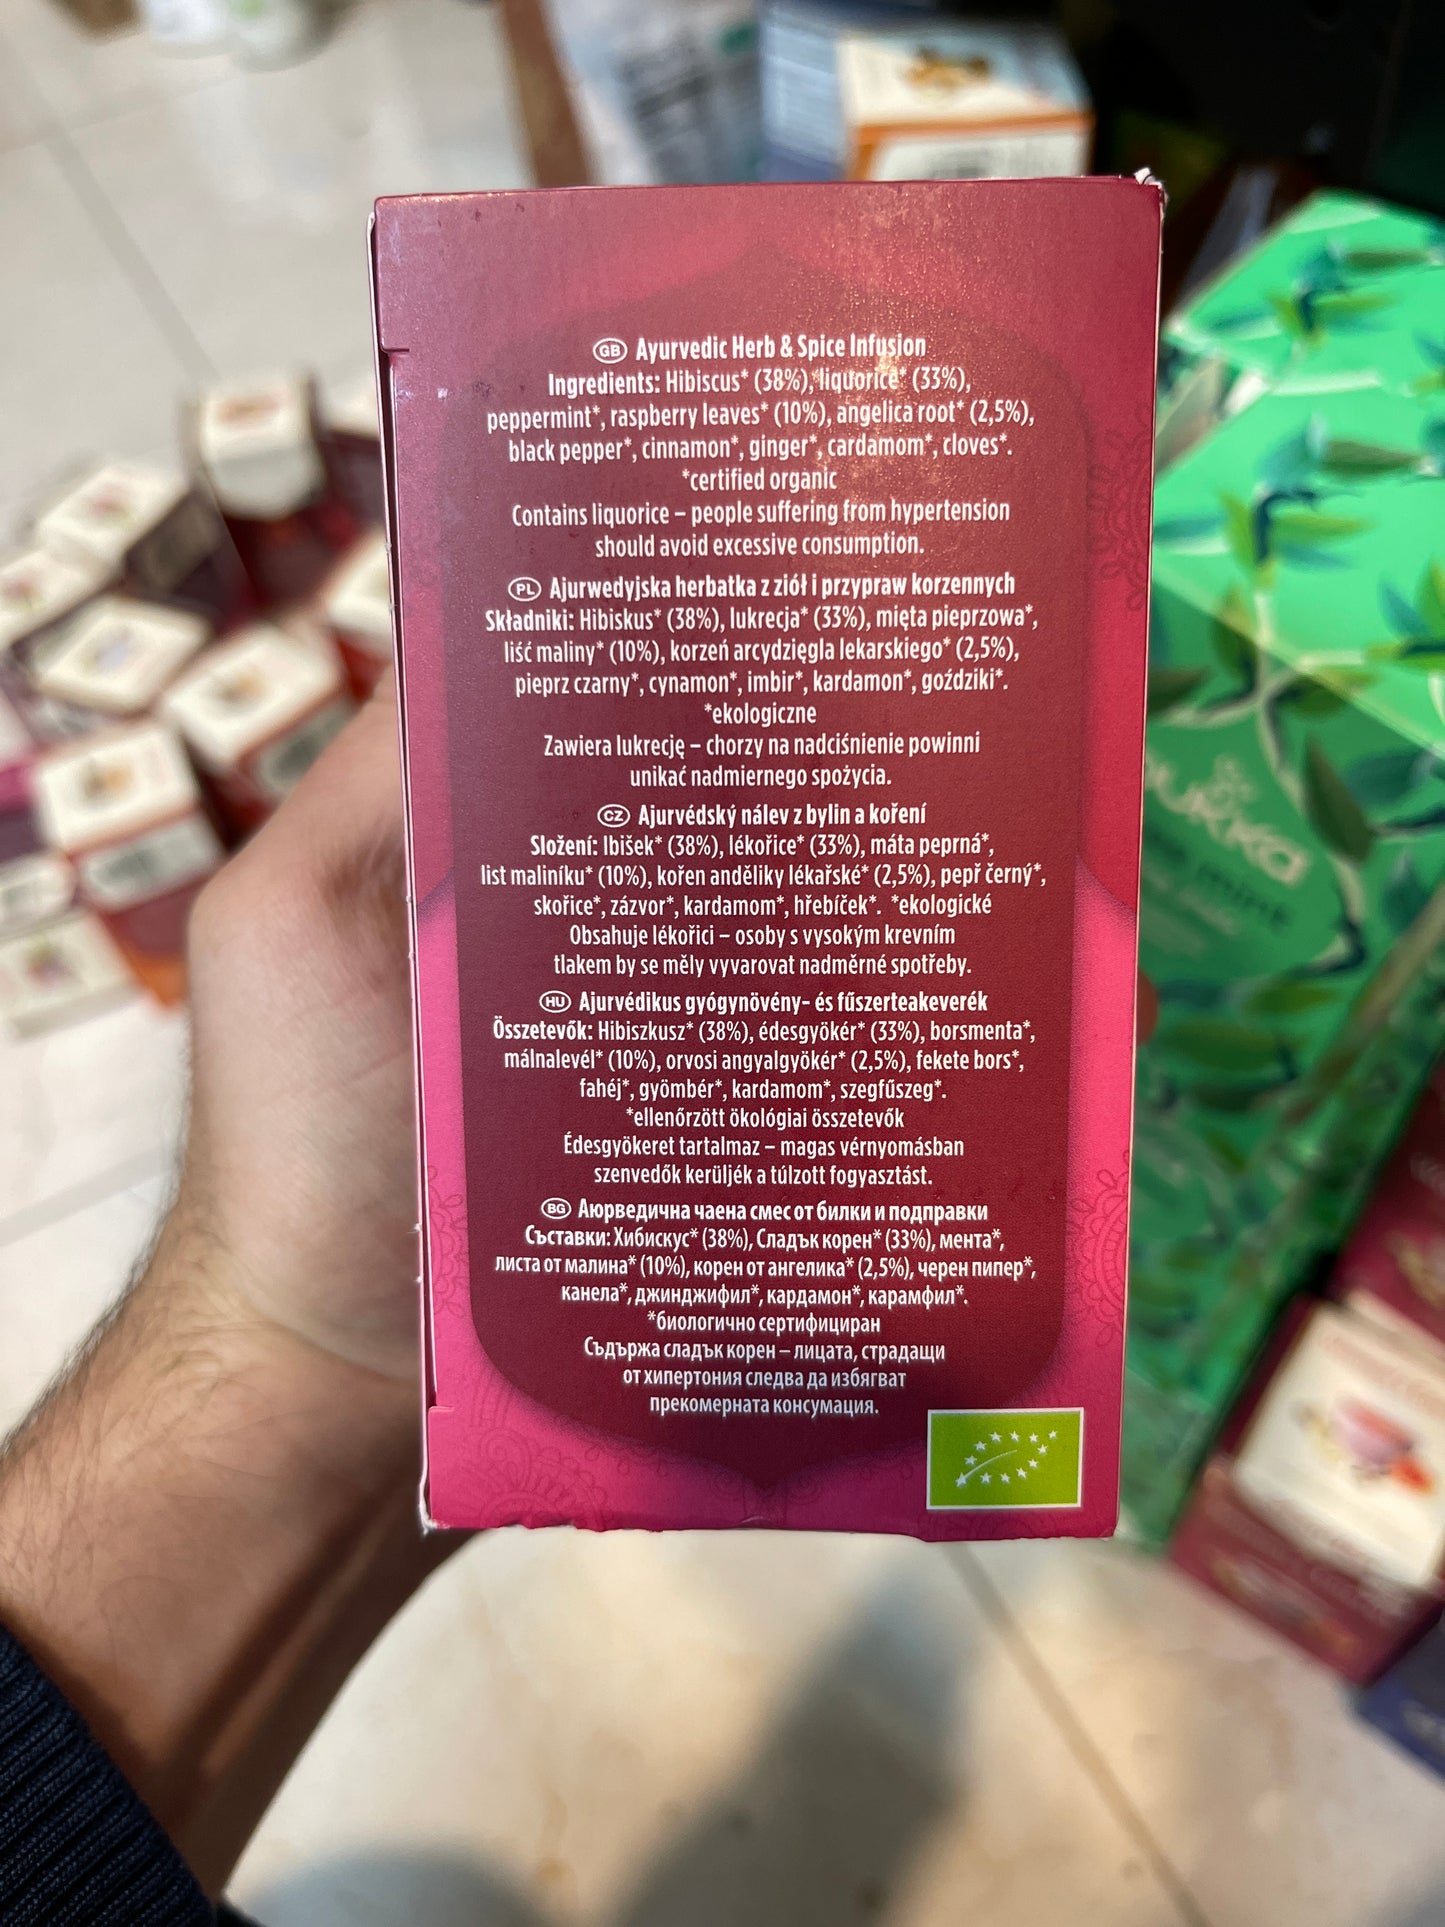 GB Ayurvedic Herb & Spice Infusion
Ingredients: Hibiscus* (38%), liquorice* (33%),
peppermint*, raspberry leaves* (10%), angelica root* (2,5%),
black pepper*, cinnamon*, ginger*, cardamom*, cloves*.
*certified organic
Contains liquorice – people suffering from hypertension
should avoid excessive consumption.
PL Ajurwedyjska herbatka z ziół i przypraw korzennych
Składniki: Hibiskus* (38%), lukrecja* (33%), mięta pieprzowa*,
liść maliny* (10%), korzeń arcydzięgla lekarskiego* (2,5%),
pieprz czarny*, cynamon*, imbir*, kardamon*, goździki*.
*ekologiczne
Zawiera lukrecję – chorzy na nadciśnienie powinni
unikać nadmiernego spożycia.
CZ Ajurvédský nálev z bylin a koření
Složení: Ibišek* (38%), lékořice* (33%), máta peprná*,
list maliníku* (10%), kořen anděliky lékařské* (2,5%), pepř černý*,
skořice*, zázvor*, kardamom*, hřebíček*. *ekologické
Obsahuje lékořici – osoby s vysokým krevním
tlakem by se měly vyvarovat nadměrné spotřeby.
HU Ajurvédikus gyógynövény- és fűszerteakeverék
Összetevők: Hibiszkusz* (38%), édesgyökér* (33%), borsmenta*,
málnalevél* (10%), orvosi angyalgyökér* (2,5%), fekete bors*,
fahéj*, gyömbér*, kardamom*, szegfűszeg*.
*ellenőrzött ökológiai összetevők
Édesgyökeret tartalmaz – magas vérnyomásban
szenvedők kerüljék a túlzott fogyasztást.
BG Аюрведична чаена смес от билки и подправки
Съставки: Хибискус* (38%), Сладък корен* (33%), мента*,
листа от малина* (10%), корен от ангелика* (2,5%), черен пипер*,
канела*, джинджифил*, кардамон*, карамфил*.
*биологично сертифициран
Съдържа сладък корен – лицата, страдащи
от хипертония следва да избягват
прекомерната консумация.
pukka
mint